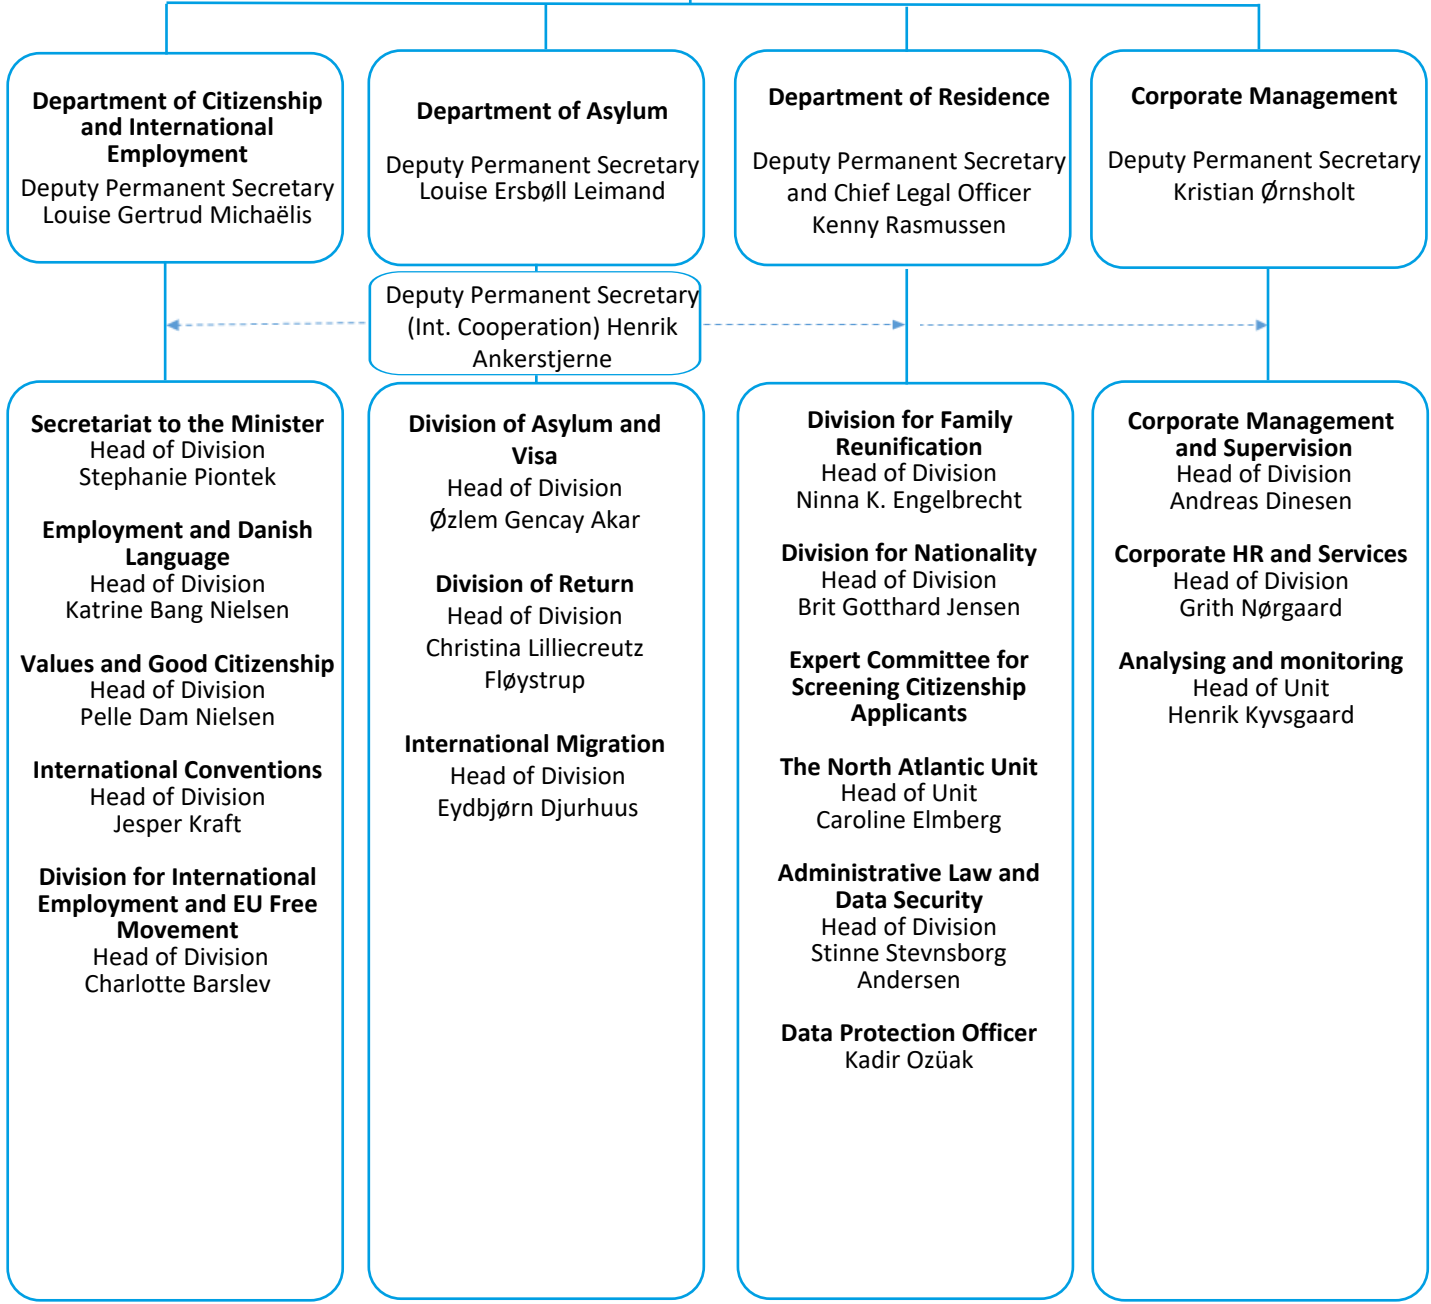 Department of Citizenship
and International
Employment
Deputy Permanent Secretary
Louise Gertrud Michaëlis
Department of Asylum
Deputy Permanent Secretary
Louise Ersbøll Leimand
Department of Residence
Deputy Permanent Secretary
and Chief Legal Officer
Kenny Rasmussen
Corporate Management
Deputy Permanent Secretary
Kristian Ørnsholt
Deputy Permanent Secretary
(Int. Cooperation) Henrik
Ankerstjerne
Secretariat to the Minister
Head of Division
Stephanie Piontek
Employment and Danish
Language
Head of Division
Katrine Bang Nielsen
Values and Good Citizenship
Head of Division
Pelle Dam Nielsen
International Conventions
Head of Division
Jesper Kraft
Division for International
Employment and EU Free
Movement
Head of Division
Charlotte Barslev
Division of Asylum and
Visa
Head of Division
Øzlem Gencay Akar
Division of Return
Head of Division
Christina Lilliecreutz
Fløystrup
International Migration
Head of Division
Eydbjørn Djurhuus
Division for Family
Reunification
Head of Division
Ninna K. Engelbrecht
Division for Nationality
Head of Division
Brit Gotthard Jensen
Expert Committee for
Screening Citizenship
Applicants
The North Atlantic Unit
Head of Unit
Caroline Elmberg
Administrative Law and
Data Security
Head of Division
Stinne Stevnsborg
Andersen
Data Protection Officer
Kadir Ozüak
Corporate Management
and Supervision
Head of Division
Andreas Dinesen
Corporate HR and Services
Head of Division
Grith Nørgaard
Analysing and monitoring
Head of Unit
Henrik Kyvsgaard